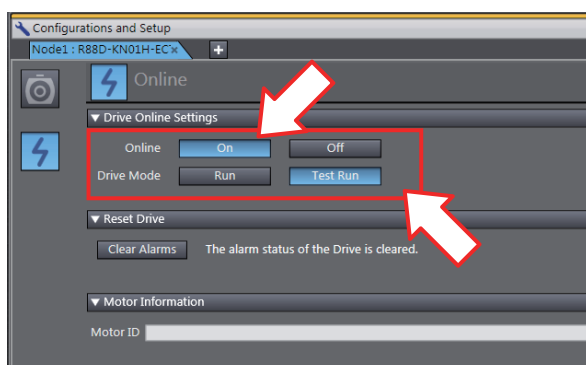 Configurations and Setup
Node1 : R88D-KN01H-EC
Online
▼ Drive Online Settings
Online On Off
Drive Mode Run Test Run
▼ Reset Drive
Clear Alarms The alarm status of the Drive is cleared.
▼ Motor Information
Motor ID